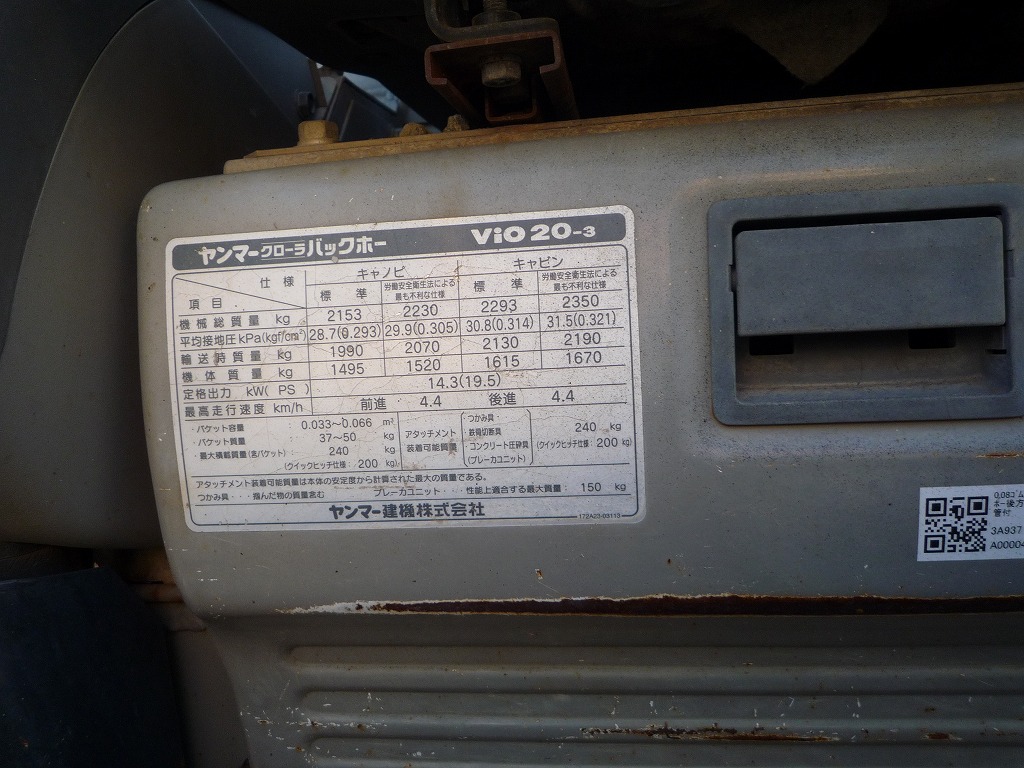 ヤンマークローラバックホー ViO20-3
仕様 キャノピ キャビン
項目 標準 労働安全衛生法による最も不利な仕様 標準 労働安全衛生法による最も不利な仕様
機械総質量 kg 2153 2230 2293 2350
平均接地圧 kPa(kgf/cm²) 28.7(0.293) 29.9(0.305) 30.8(0.314) 31.5(0.321)
輸送時質量 kg 1990 2070 2130 2190
機体質量 kg 1495 1520 1615 1670
定格出力 kW( PS) 14.3(19.5)
最高走行速度 km/h 前進 4.4 後進 4.4
・バケット容量 0.033〜0.066 m³
・バケット質量 37〜50 kg
・最大積載質量(含バケット) 240 kg
(クイックヒッチ仕様: 200 kg)
アタッチメント装着可能質量
・つかみ具
・鉄骨切断具
・コンクリート圧砕具
(ブレーカユニット)
240 kg
(クイックヒッチ仕様: 200 kg)
アタッチメント装着可能質量は本体の安定度から計算された最大の質量である。
つかみ具・・・掴んだ物の質量含む ブレーカユニット・・・性能上適合する最大質量: 150 kg
ヤンマー建機株式会社
172A23-03113
3A937
A00004